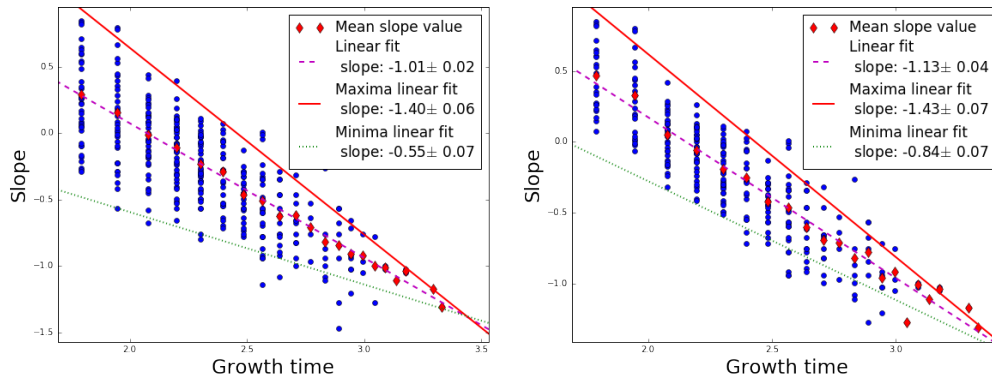 Mean slope value
Linear fit
slope: -1.01± 0.02
Maxima linear fit
slope: -1.40± 0.06
Minima linear fit
slope: -0.55± 0.07
0.5
0.0
−0.5
−1.0
−1.5
Slope
2.0 2.5 3.0 3.5
Growth time
Mean slope value
Linear fit
slope: -1.13± 0.04
Maxima linear fit
slope: -1.43± 0.07
Minima linear fit
slope: -0.84± 0.07
0.5
0.0
−0.5
−1.0
Slope
2.0 2.5 3.0
Growth time